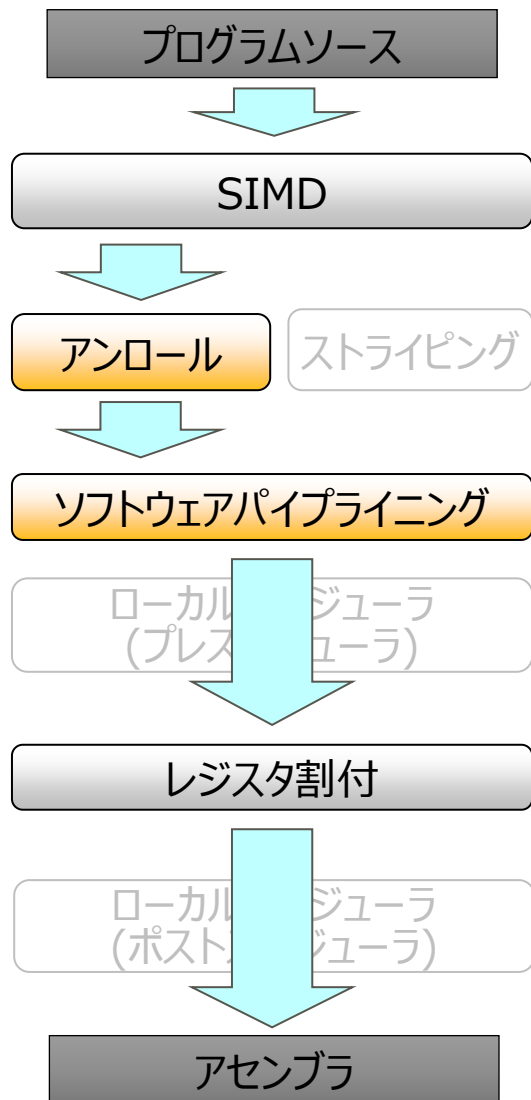 プログラムソース
SIMD
アンロール
ストライピング
ソフトウェアパイプライニング
ローカル ジューラ
(プレス ューラ)
レジスタ割付
ローカル ジューラ
(ポスト ジューラ)
アセンブラ